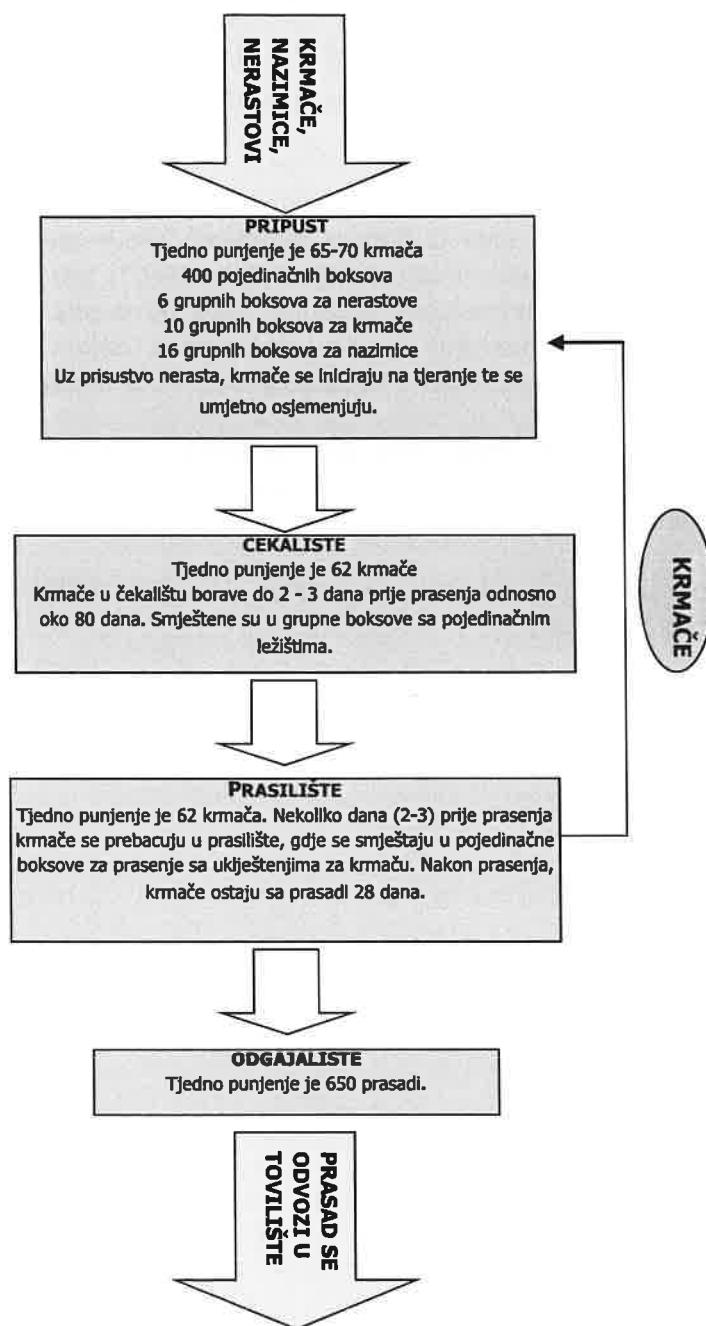 KRMAČE,
NAZIMICE,
NERASTOVI
PRIPUST
Tjedno punjenje je 65-70 krmača
400 pojedinačnih boksova
6 grupnih boksova za nerastove
10 grupnih boksova za krmače
16 grupnih boksova za nazimice
Uz prisustvo nerasta, krmače se iniciraju na tjeranje te se
umjetno osjemenjuju.
CEKALISTE
Tjedno punjenje je 62 krmače
Krmače u čekalištu borave do 2 - 3 dana prije prasenja odnosno
oko 80 dana. Smještene su u grupne boksove sa pojedinačnim
ležištima.
KRMAČE
PRASILIŠTE
Tjedno punjenje je 62 krmača. Nekoliko dana (2-3) prije prasenja
krmače se prebacuju u prasilište, gdje se smještaju u pojedinačne
boksove za prasenje sa uklještenjima za krmaču. Nakon prasenja,
krmače ostaju sa prasadi 28 dana.
ODGAJALISTE
Tjedno punjenje je 650 prasadi.
PRASAD SE
ODVOZI U
TOVILIŠTE